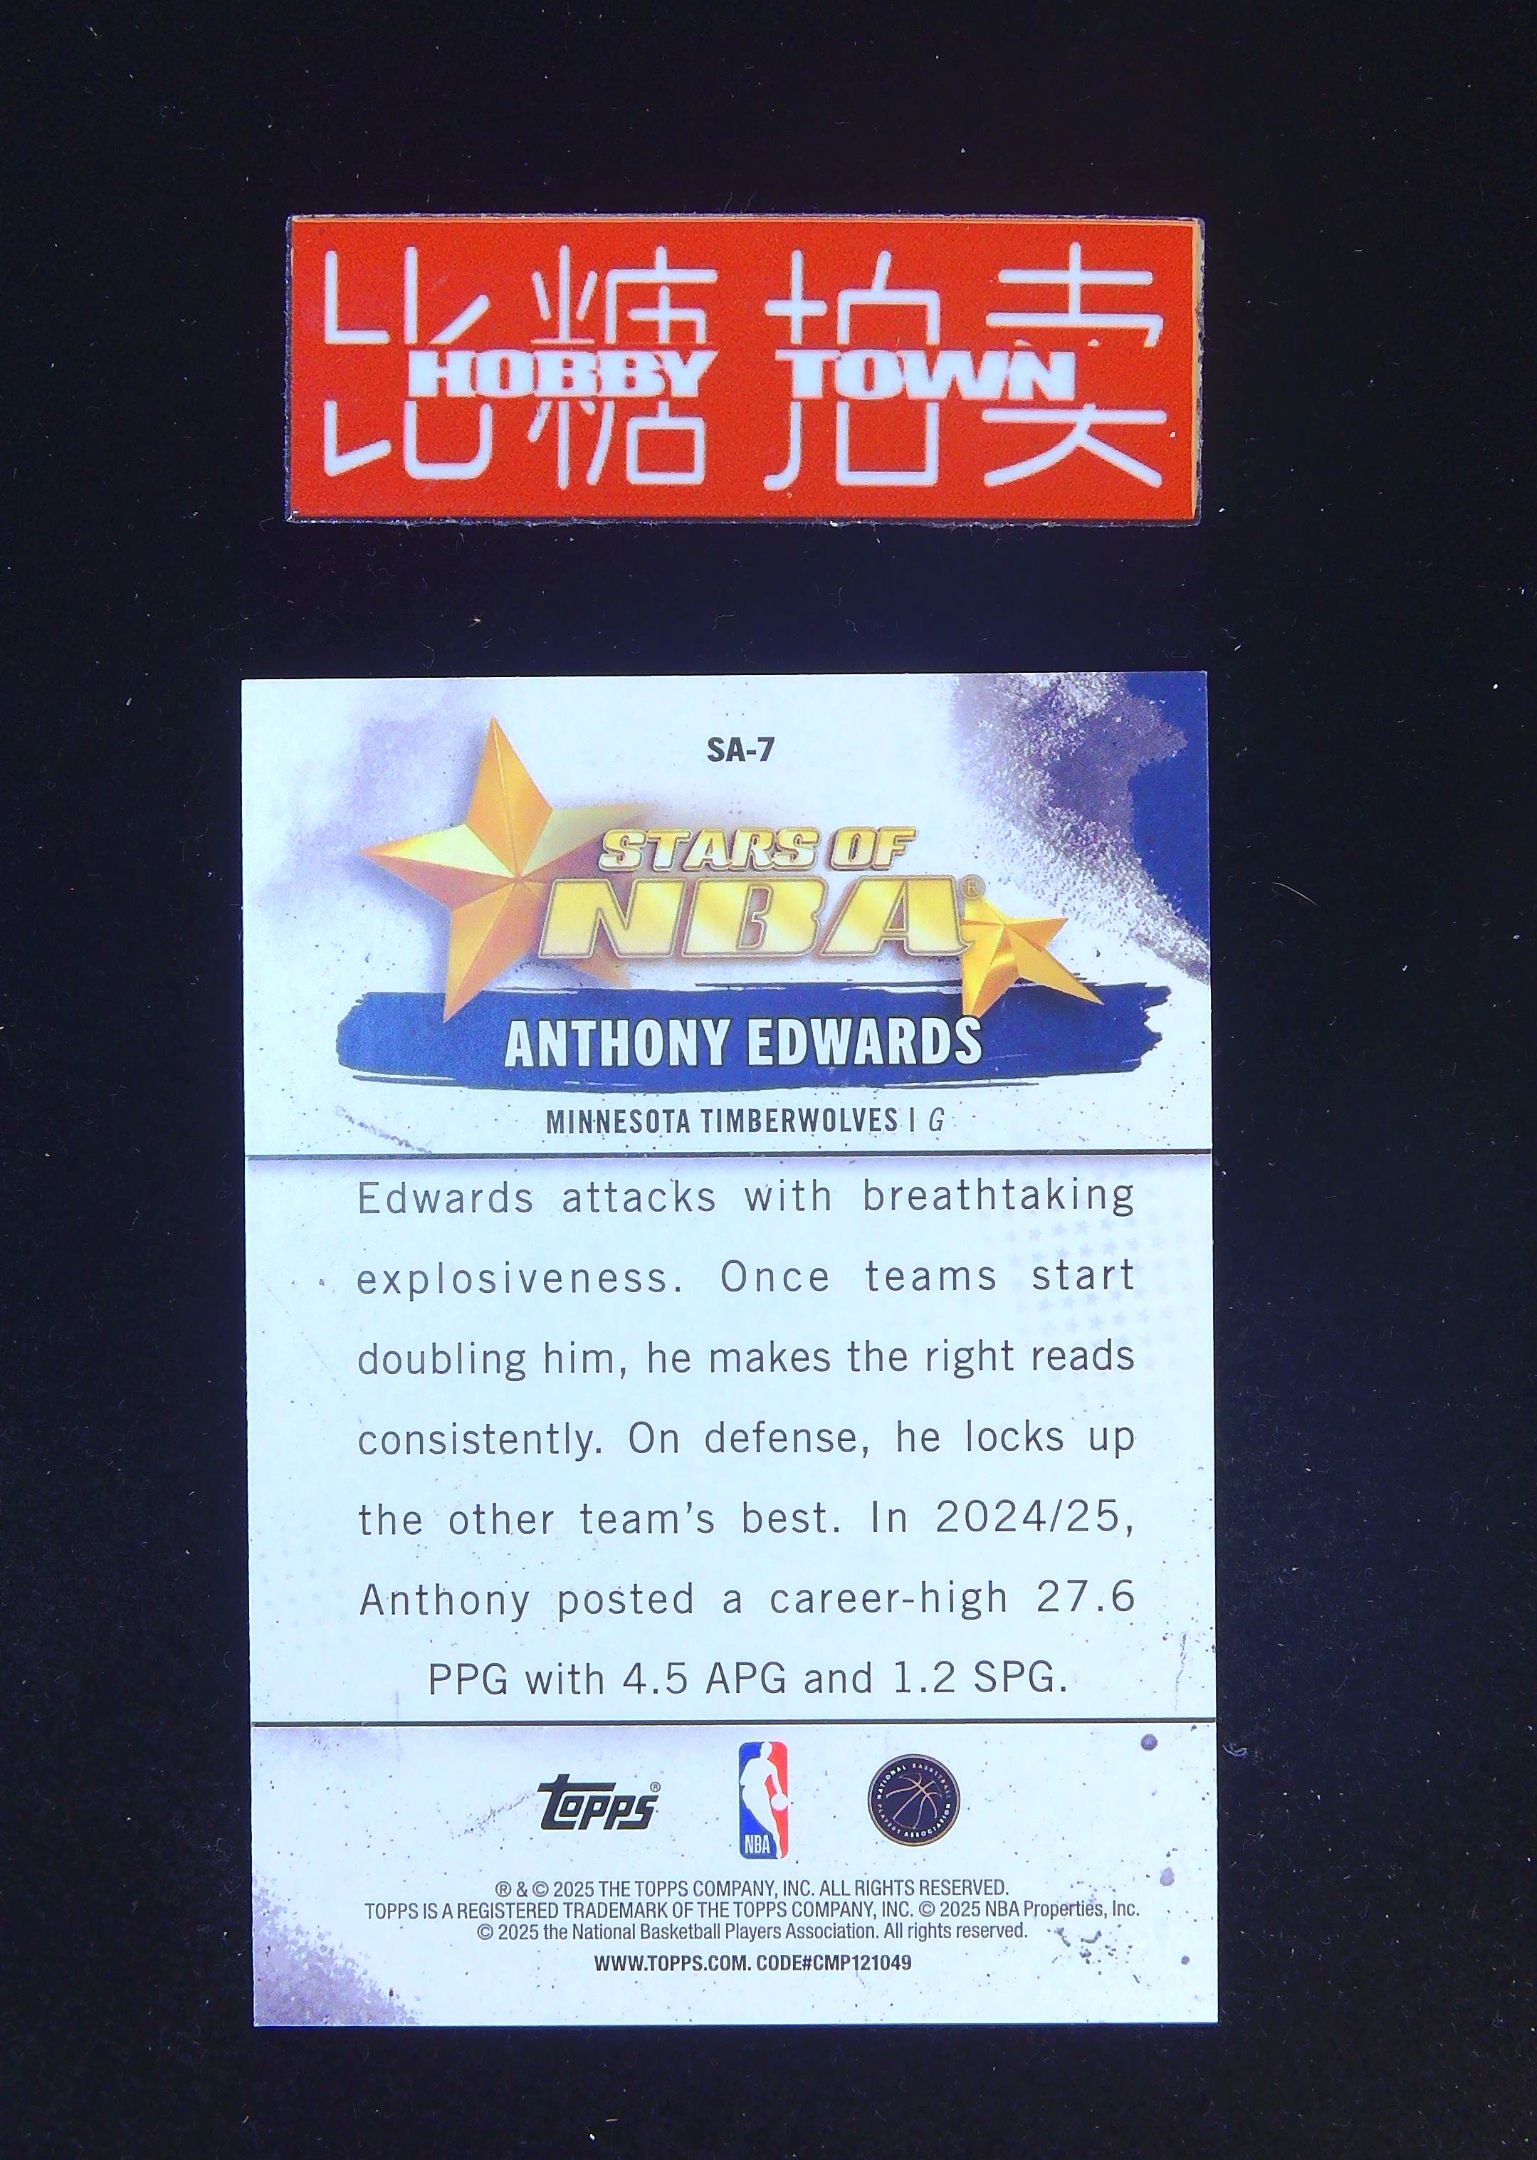 比糖 拍卖
HOBBY TOWN
SA-7
STARS OF
NBA®
ANTHONY EDWARDS
MINNESOTA TIMBERWOLVES | G
Edwards attacks with breathtaking
explosiveness. Once teams start
doubling him, he makes the right reads
consistently. On defense, he locks up
the other team's best. In 2024/25,
Anthony posted a career-high 27.6
PPG with 4.5 APG and 1.2 SPG.
topps®
NBA
NATIONAL BASKETBALL PLAYERS ASSOCIATION
® & © 2025 THE TOPPS COMPANY, INC. ALL RIGHTS RESERVED.
TOPPS IS A REGISTERED TRADEMARK OF THE TOPPS COMPANY, INC. © 2025 NBA Properties, Inc.
© 2025 the National Basketball Players Association. All rights reserved.
WWW.TOPPS.COM. CODE#CMP121049